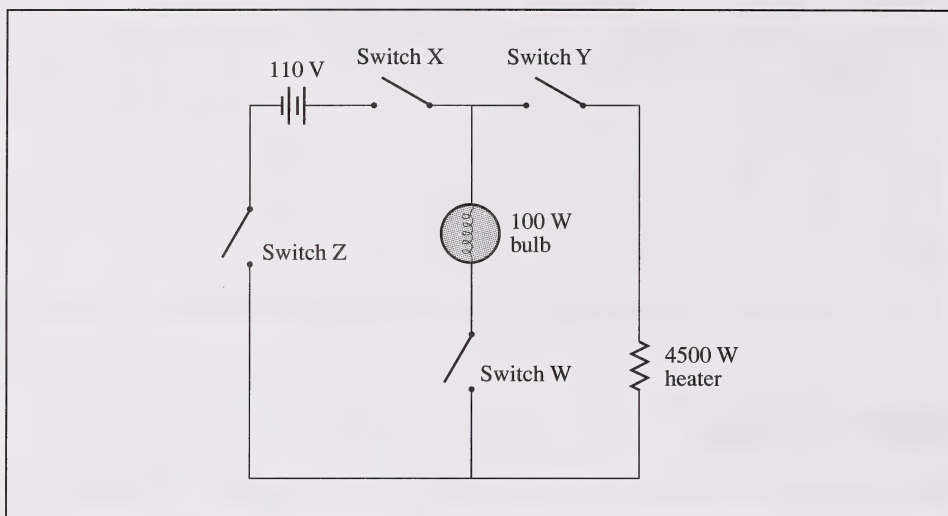 Switch X
Switch Y
110 V
100 W
bulb
Switch Z
Switch W
4500 W
heater